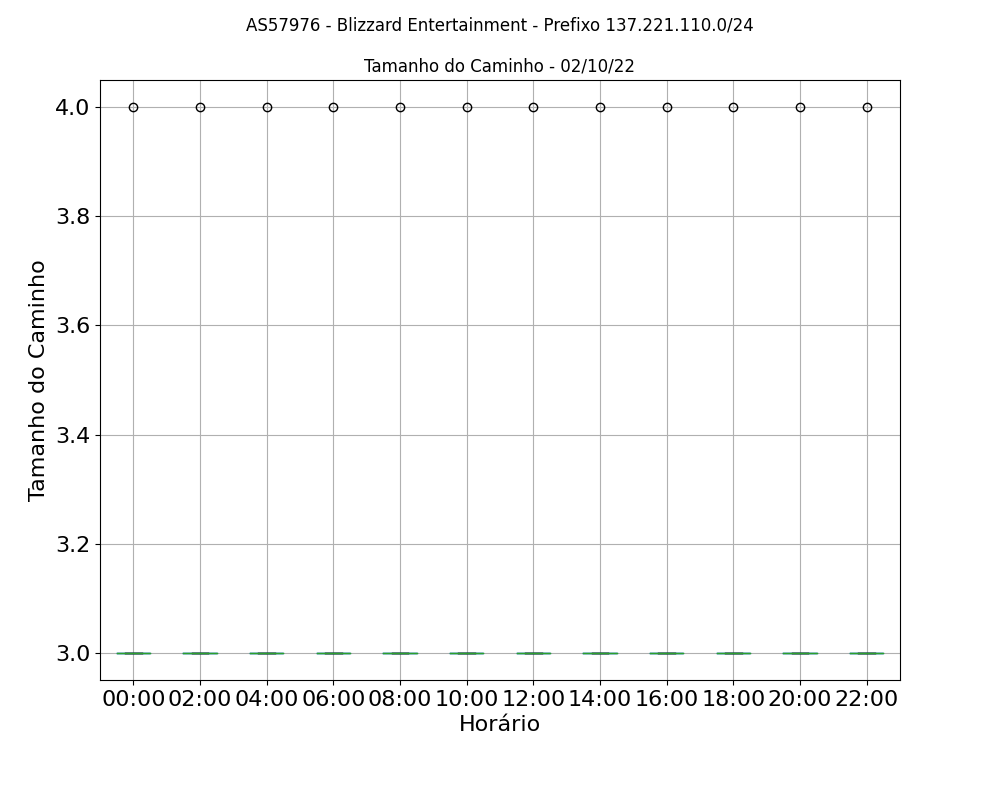 AS57976 - Blizzard Entertainment - Prefixo 137.221.110.0/24
Tamanho do Caminho - 02/10/22
4.0
3.8
3.6
3.4
3.2
3.0
Tamanho do Caminho
00:00 02:00 04:00 06:00 08:00 10:00 12:00 14:00 16:00 18:00 20:00 22:00
Horário